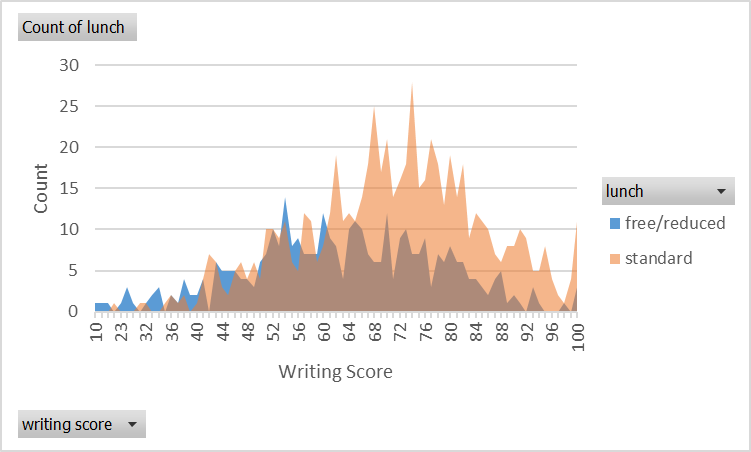 Count of lunch
30
25
20
15
10
5
0
Count
10 23 32 36 40 44 48 52 56 60 64 68 72 76 80 84 88 92 96 100
Writing Score
lunch
free/reduced
standard
writing score